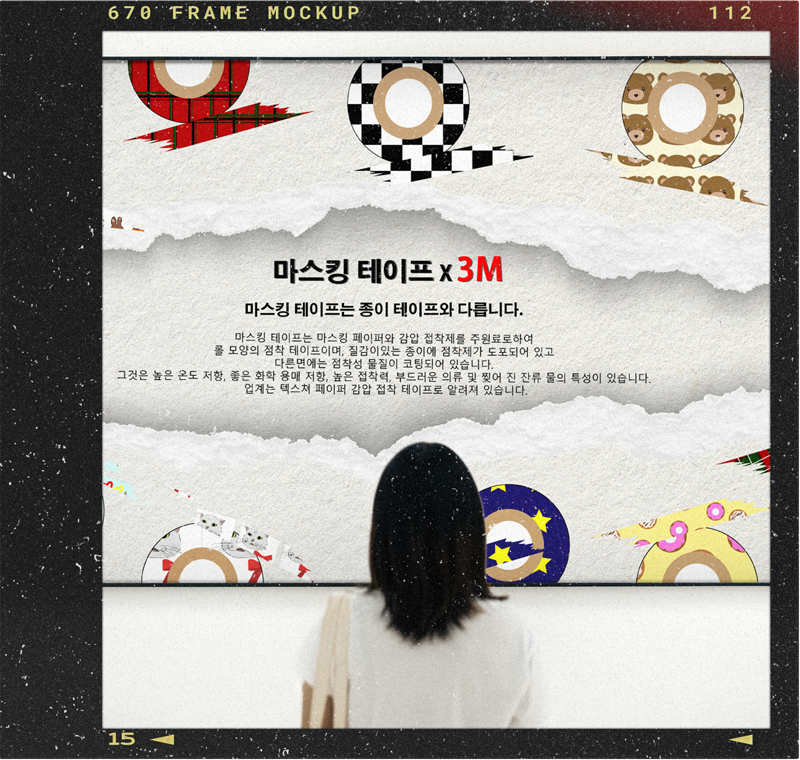 670 FRAME MOCKUP 112
마스킹 테이프 x 3M
마스킹 테이프는 종이 테이프와 다릅니다.
마스킹 테이프는 마스킹 페이퍼와 감압 접착제를 주원료로하여
롤 모양의 점착 테이프이며, 질감이있는 종이에 점착제가 도포되어 있고
다른면에는 점착성 물질이 코팅되어 있습니다.
그것은 높은 온도 저항, 좋은 화학 용매 저항, 높은 접착력, 부드러운 의류 및 찢어 진 잔류 물의 특성이 있습니다.
업계는 텍스쳐 페이퍼 감압 접착 테이프로 알려져 있습니다.
15